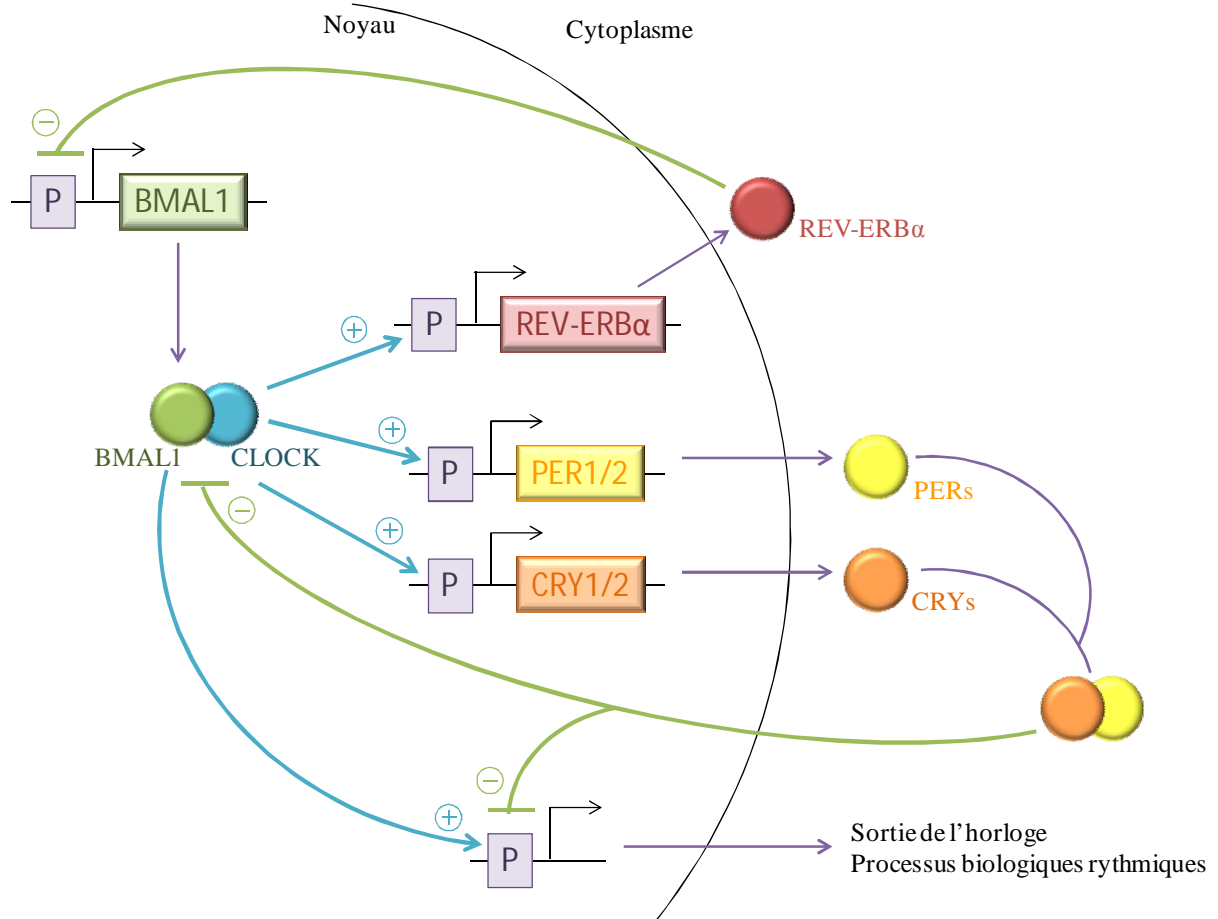 Noyau
Cytoplasme
−
P
BMAL1
REV-ERBα
+
P
REV-ERBα
BMAL1
CLOCK
+
P
PER1/2
PERs
−
+
P
CRY1/2
CRYs
−
+
P
Sortie de l’horloge
Processus biologiques rythmiques